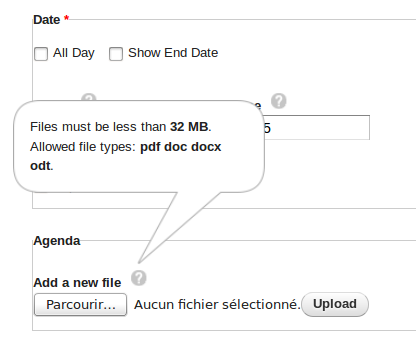 Date *
All Day Show End Date
? e ?
5
Files must be less than 32 MB.
Allowed file types: pdf doc docx
odt.
Agenda
Add a new file ?
Parcourir... Aucun fichier sélectionné. Upload